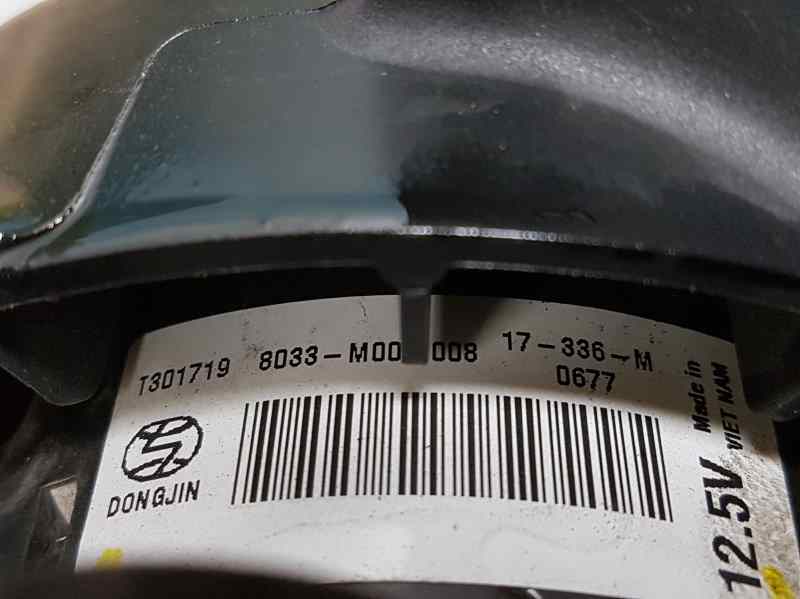 T301719 8033-M00 008 17-336-M
0677
DONGJIN
12.5V
Made in
VIET NAM